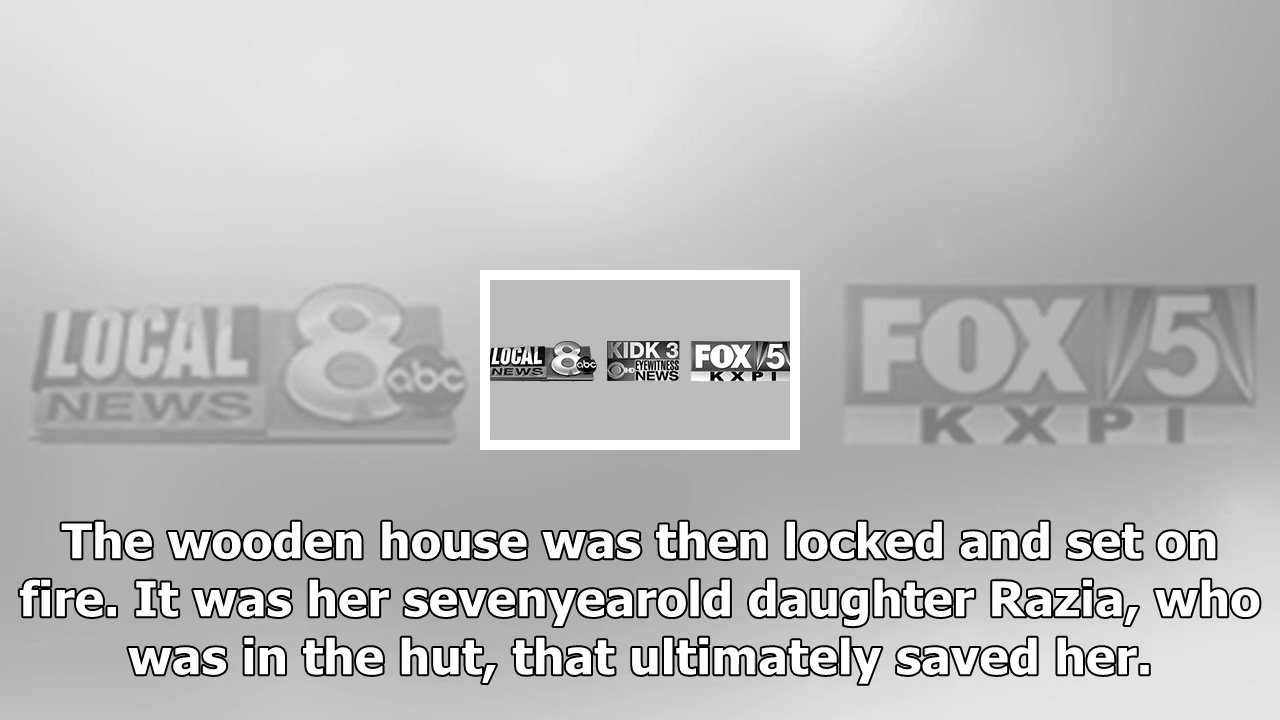 LOCAL
NEWS
8
abc
LOCAL
NEWS
8
abc
KIDK 3
HD
EYEWITNESS
NEWS
FOX 5
KXPI
FOX 5
KXPI
The wooden house was then locked and set on
fire. It was her sevenyearold daughter Razia, who
was in the hut, that ultimately saved her.